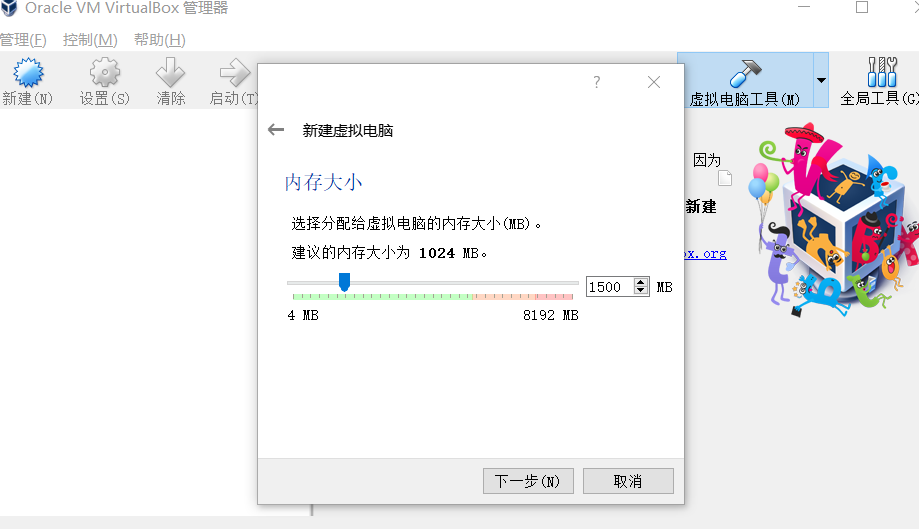 Oracle VM VirtualBox 管理器
管理(F) 控制(M) 帮助(H)
新建(N) 设置(S) 清除 启动(T) 虚拟电脑工具(M) 全局工具(G)
?
新建虚拟电脑
内存大小
选择分配给虚拟电脑的内存大小(MB)。
建议的内存大小为 1024 MB。
1500 MB
4 MB 8192 MB
下一步(N) 取消
因为
新建
ox.org